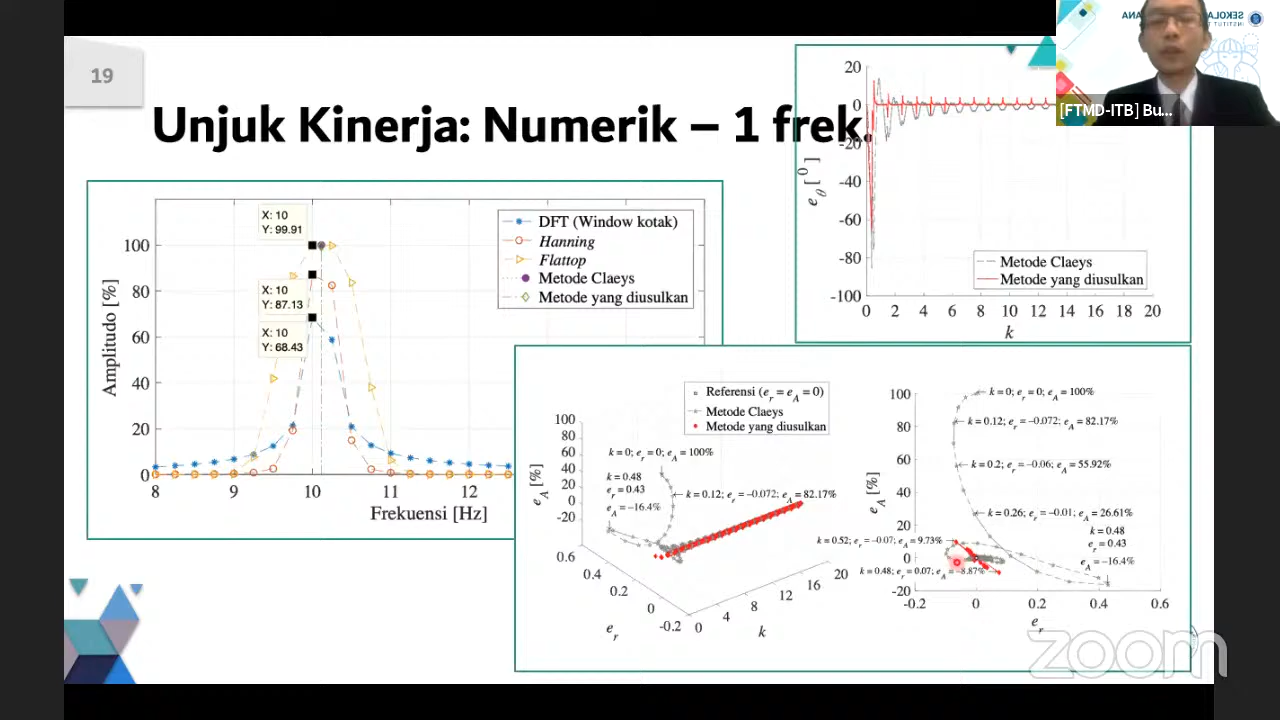 19
Unjuk Kinerja: Numerik – 1 frek.
X: 10
Y: 99.91
X: 10
Y: 87.13
X: 10
Y: 68.43
DFT (Window kotak)
Hanning
Flattop
Metode Claeys
Metode yang diusulkan
Amplitudo [%]
100
80
60
40
20
0
8 9 10 11 12
Frekuensi [Hz]
20
0
-20
-40
-60
-80
-100
e_θ [⁰]
Metode Claeys
Metode yang diusulkan
0 2 4 6 8 10 12 14 16 18 20
k
[FTMD-ITB] Bu...
Referensi (e_r = e_A = 0)
Metode Claeys
Metode yang diusulkan
e_A [%]
100
80
60
40
20
0
-20
k=0; e_r=0; e_A=100%
k=0.48
e_r=0.43
e_A=-16.4%
k=0.12; e_r=-0.072; e_A=82.17%
0.6
0.4
0.2
0
-0.2
e_r
0 4 8 12 16 20
k
e_A [%]
100
80
60
40
20
0
-20
k=0; e_r=0; e_A=100%
k=0.12; e_r=-0.072; e_A=82.17%
k=0.2; e_r=-0.06; e_A=55.92%
k=0.26; e_r=-0.01; e_A=26.61%
k=0.48
e_r=0.43
e_A=-16.4%
k=0.52; e_r=-0.07; e_A=9.73%
k=0.48; e_r=0.07; e_A=-8.87%
-0.2 0 0.2 0.4 0.6
e_r
zoom